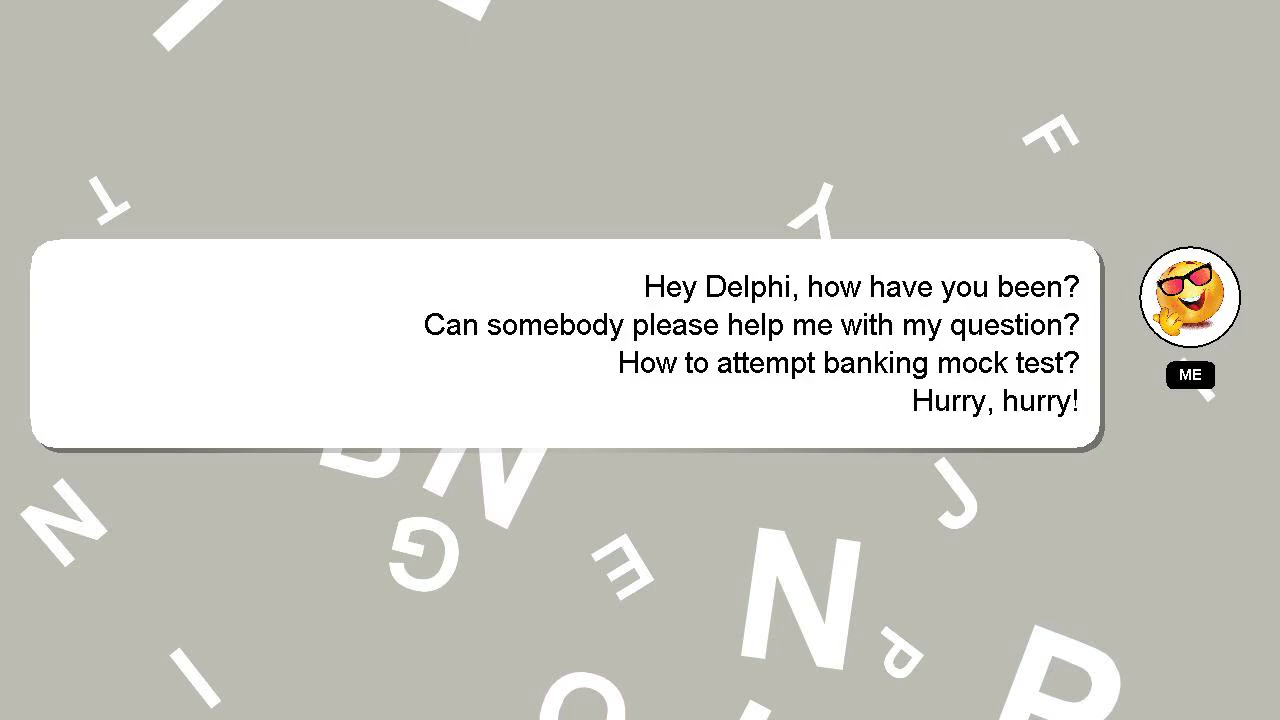 Hey Delphi, how have you been?
Can somebody please help me with my question?
How to attempt banking mock test?
Hurry, hurry!
ME
T
F
Y
N
N
G
E
J
N
P
I